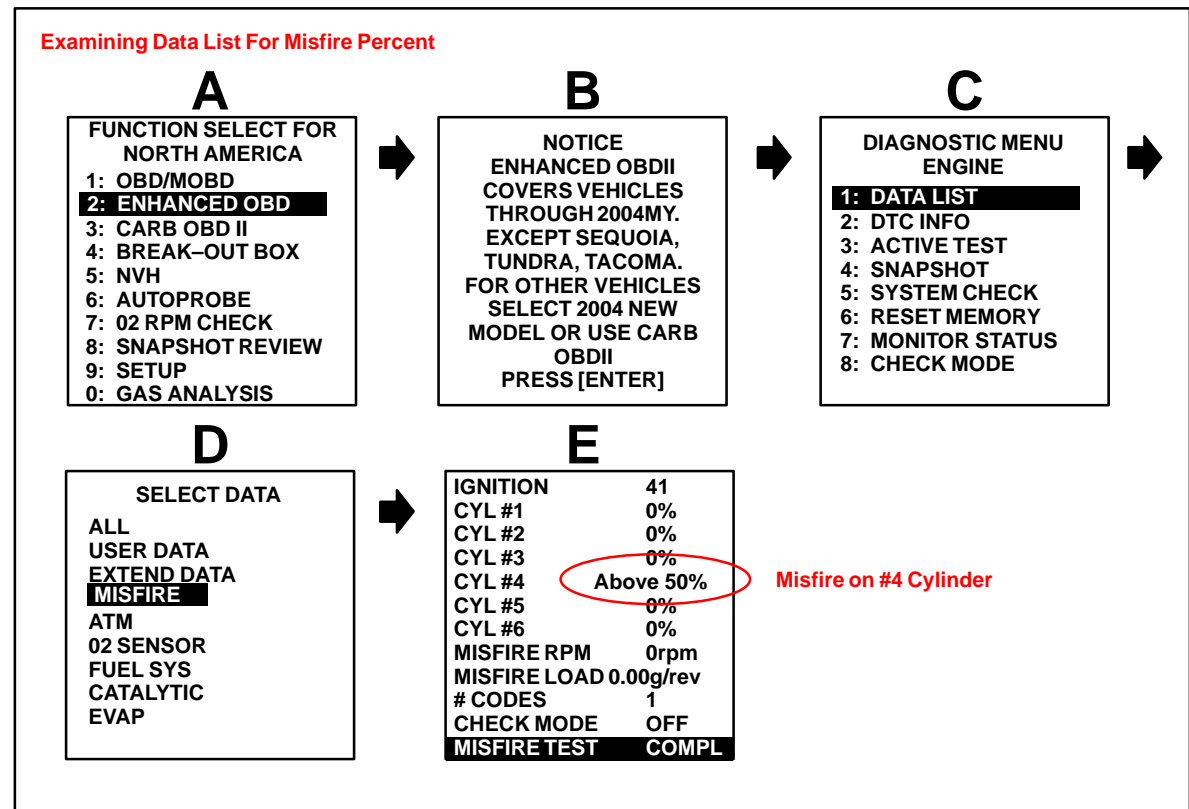 Examining Data List For Misfire Percent
A
FUNCTION SELECT FOR
NORTH AMERICA
1: OBD/MOBD
2: ENHANCED OBD
3: CARB OBD II
4: BREAK–OUT BOX
5: NVH
6: AUTOPROBE
7: 02 RPM CHECK
8: SNAPSHOT REVIEW
9: SETUP
0: GAS ANALYSIS
B
NOTICE
ENHANCED OBDII
COVERS VEHICLES
THROUGH 2004MY.
EXCEPT SEQUOIA,
TUNDRA, TACOMA.
FOR OTHER VEHICLES
SELECT 2004 NEW
MODEL OR USE CARB
OBDII
PRESS [ENTER]
C
DIAGNOSTIC MENU
ENGINE
1: DATA LIST
2: DTC INFO
3: ACTIVE TEST
4: SNAPSHOT
5: SYSTEM CHECK
6: RESET MEMORY
7: MONITOR STATUS
8: CHECK MODE
D
SELECT DATA
ALL
USER DATA
EXTEND DATA
MISFIRE
ATM
02 SENSOR
FUEL SYS
CATALYTIC
EVAP
E
IGNITION 41
CYL #1 0%
CYL #2 0%
CYL #3 0%
CYL #4 Above 50%
CYL #5 0%
CYL #6 0%
MISFIRE RPM 0rpm
MISFIRE LOAD 0.00g/rev
# CODES 1
CHECK MODE OFF
MISFIRE TEST COMPL
Misfire on #4 Cylinder